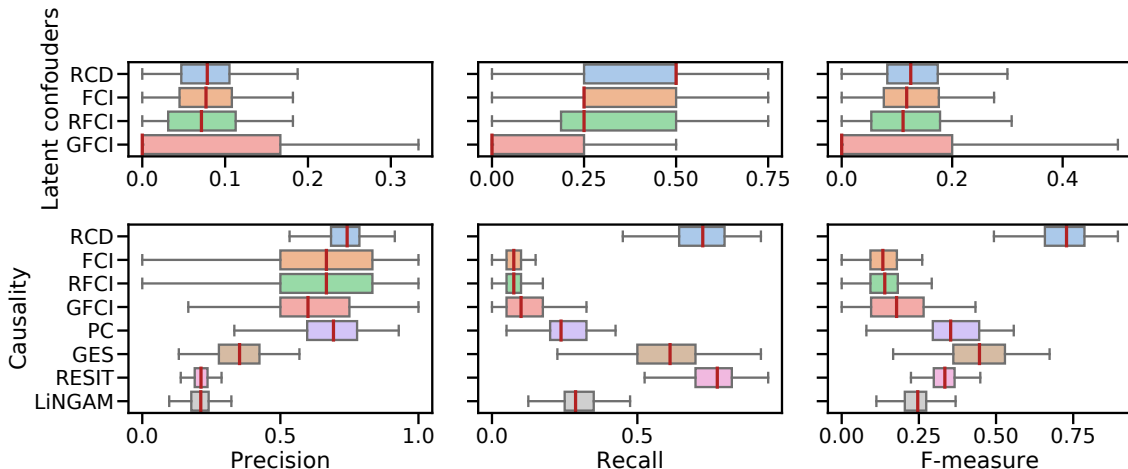 Latent confouders
RCD
FCI
RFCI
GFCI
0.0 0.1 0.2 0.3
0.00 0.25 0.50 0.75
0.0 0.2 0.4
Causality
RCD
FCI
RFCI
GFCI
PC
GES
RESIT
LiNGAM
0.0 0.5 1.0
0.0 0.5
0.00 0.25 0.50 0.75
Precision
Recall
F-measure